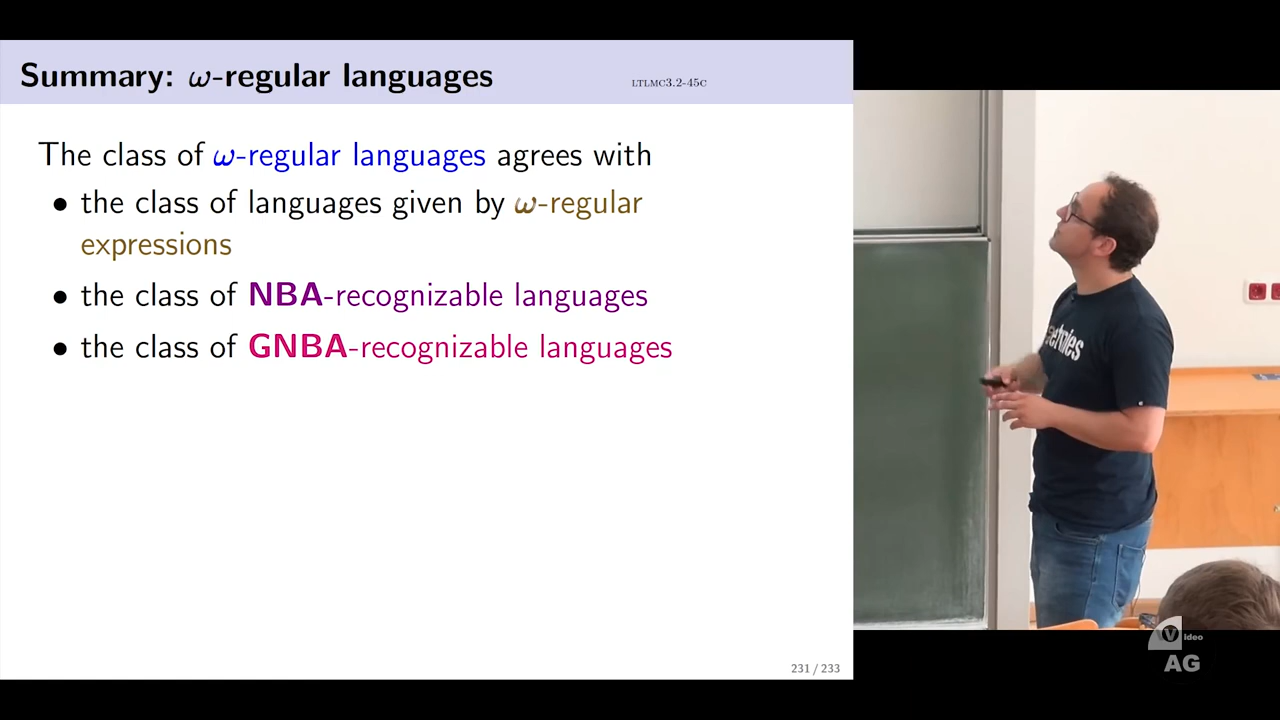 Summary: ω-regular languages
LTLMC3.2-45C
The class of ω-regular languages agrees with
• the class of languages given by ω-regular
expressions
• the class of NBA-recognizable languages
• the class of GNBA-recognizable languages
231 / 233
Video
AG